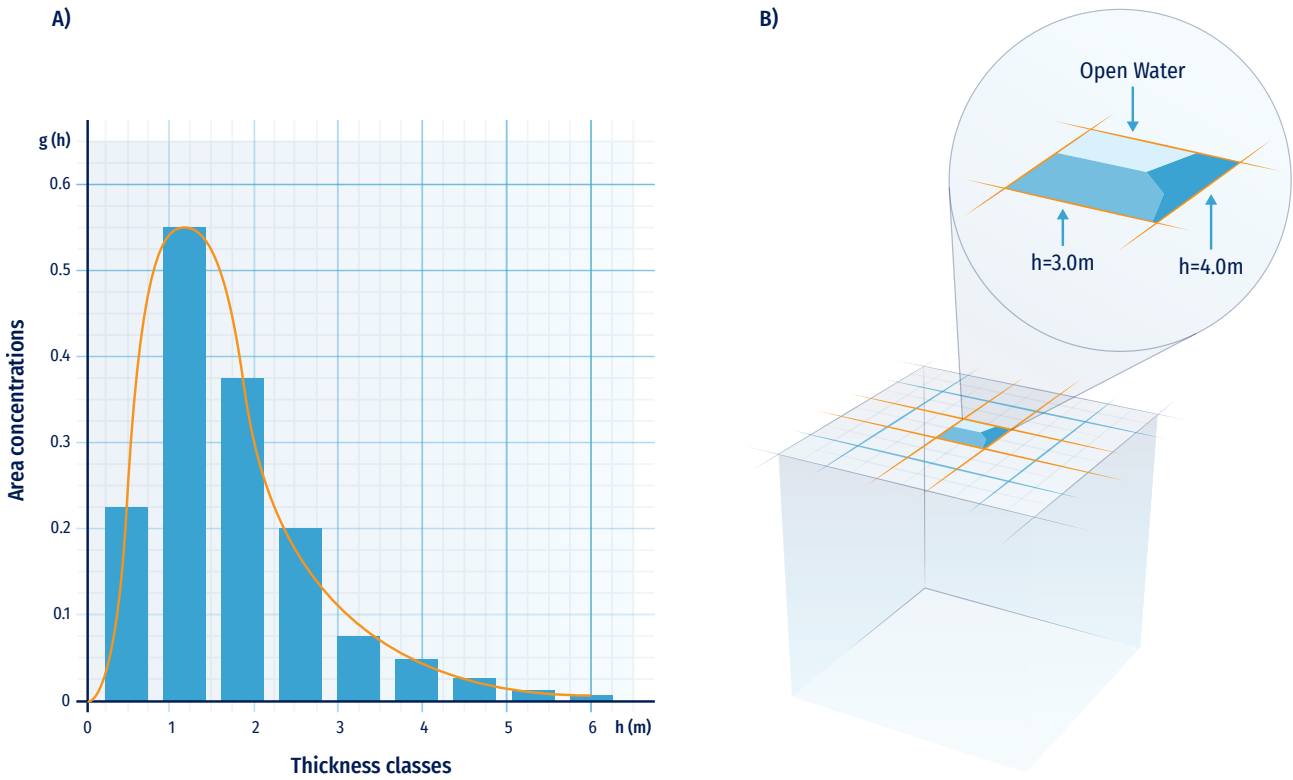 A)
g (h)
0.6
0.5
0.4
0.3
0.2
0.1
0
0 1 2 3 4 5 6 h (m)
Area concentrations
Thickness classes
B)
Open Water
h=3.0m
h=4.0m